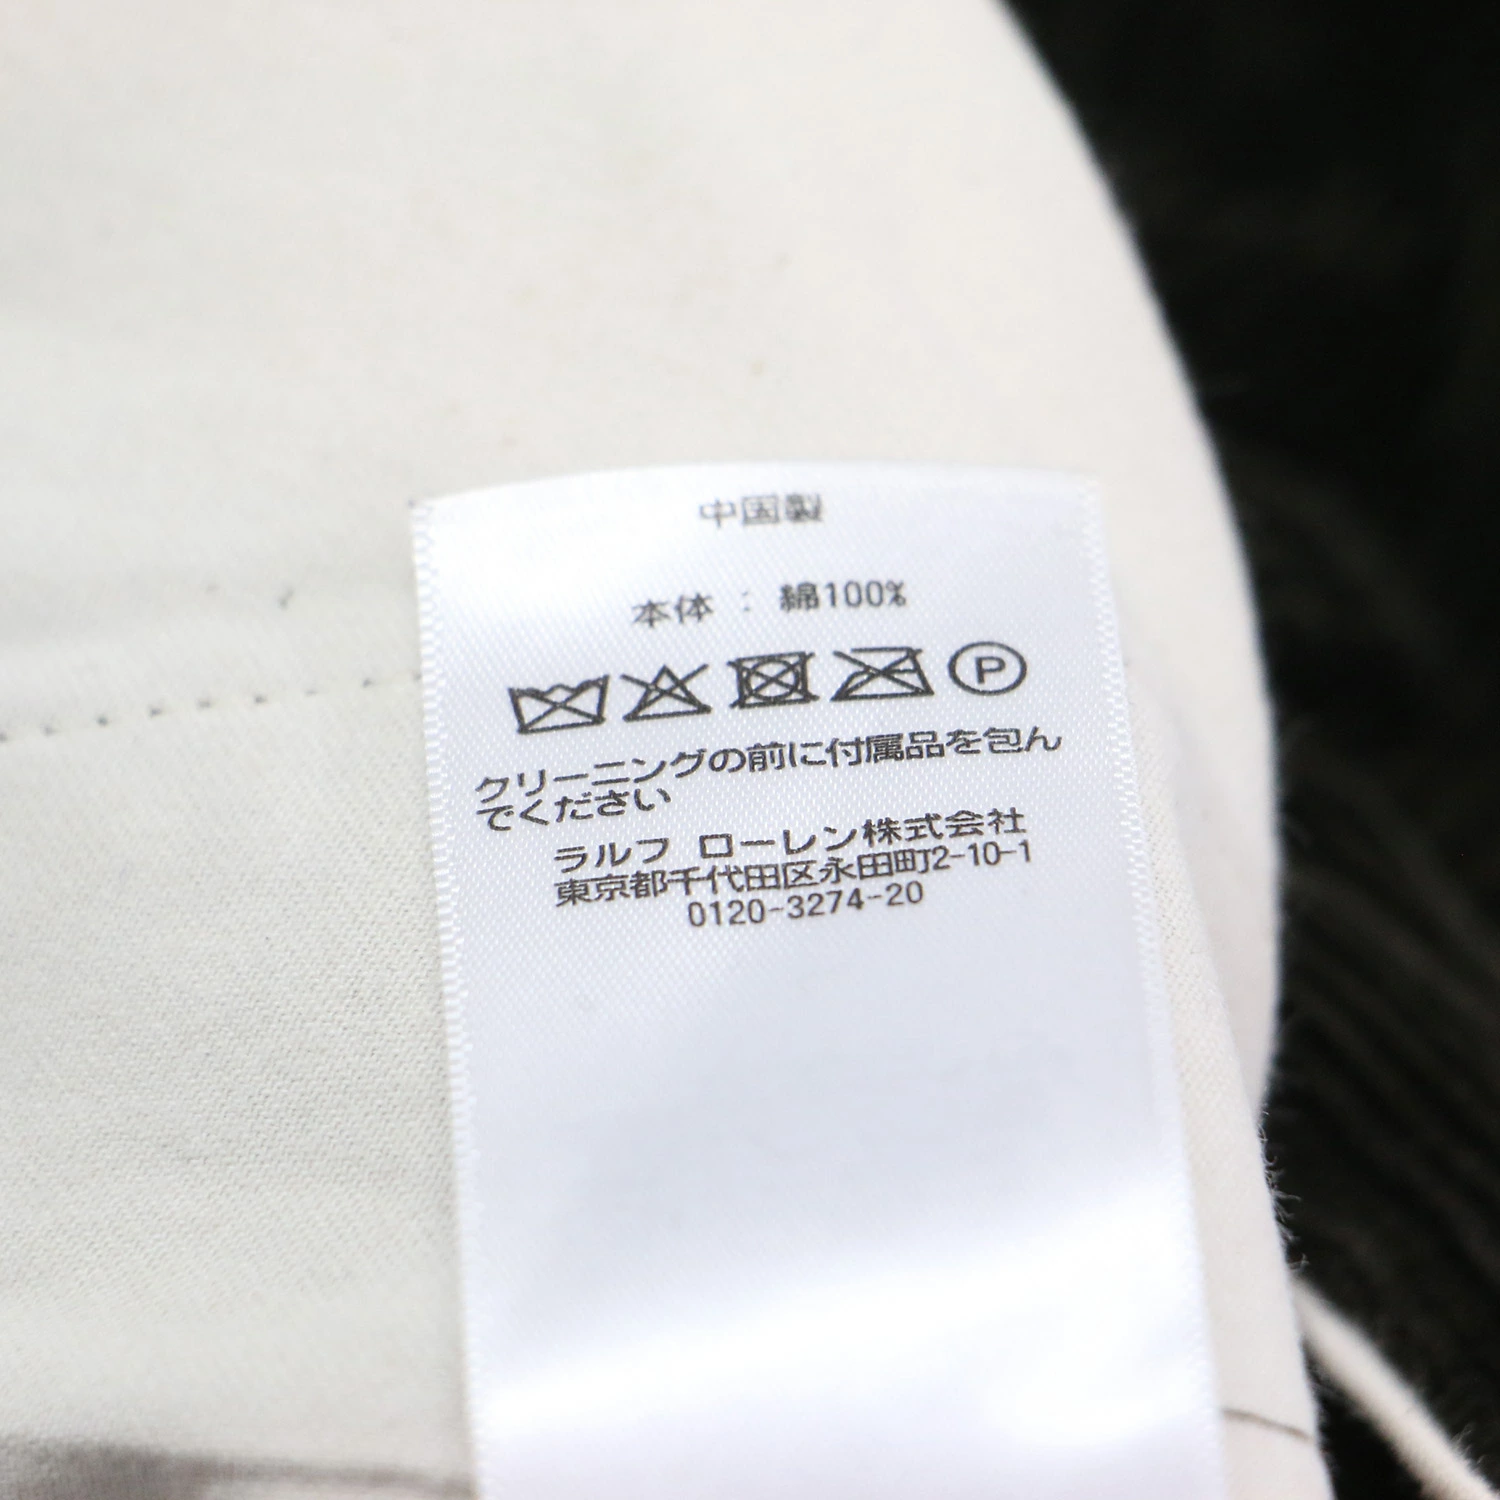 中国製
本体 : 綿100%
P
クリーニングの前に付属品を包ん
でください
ラルフ ローレン株式会社
東京都千代田区永田町2-10-1
0120-3274-20